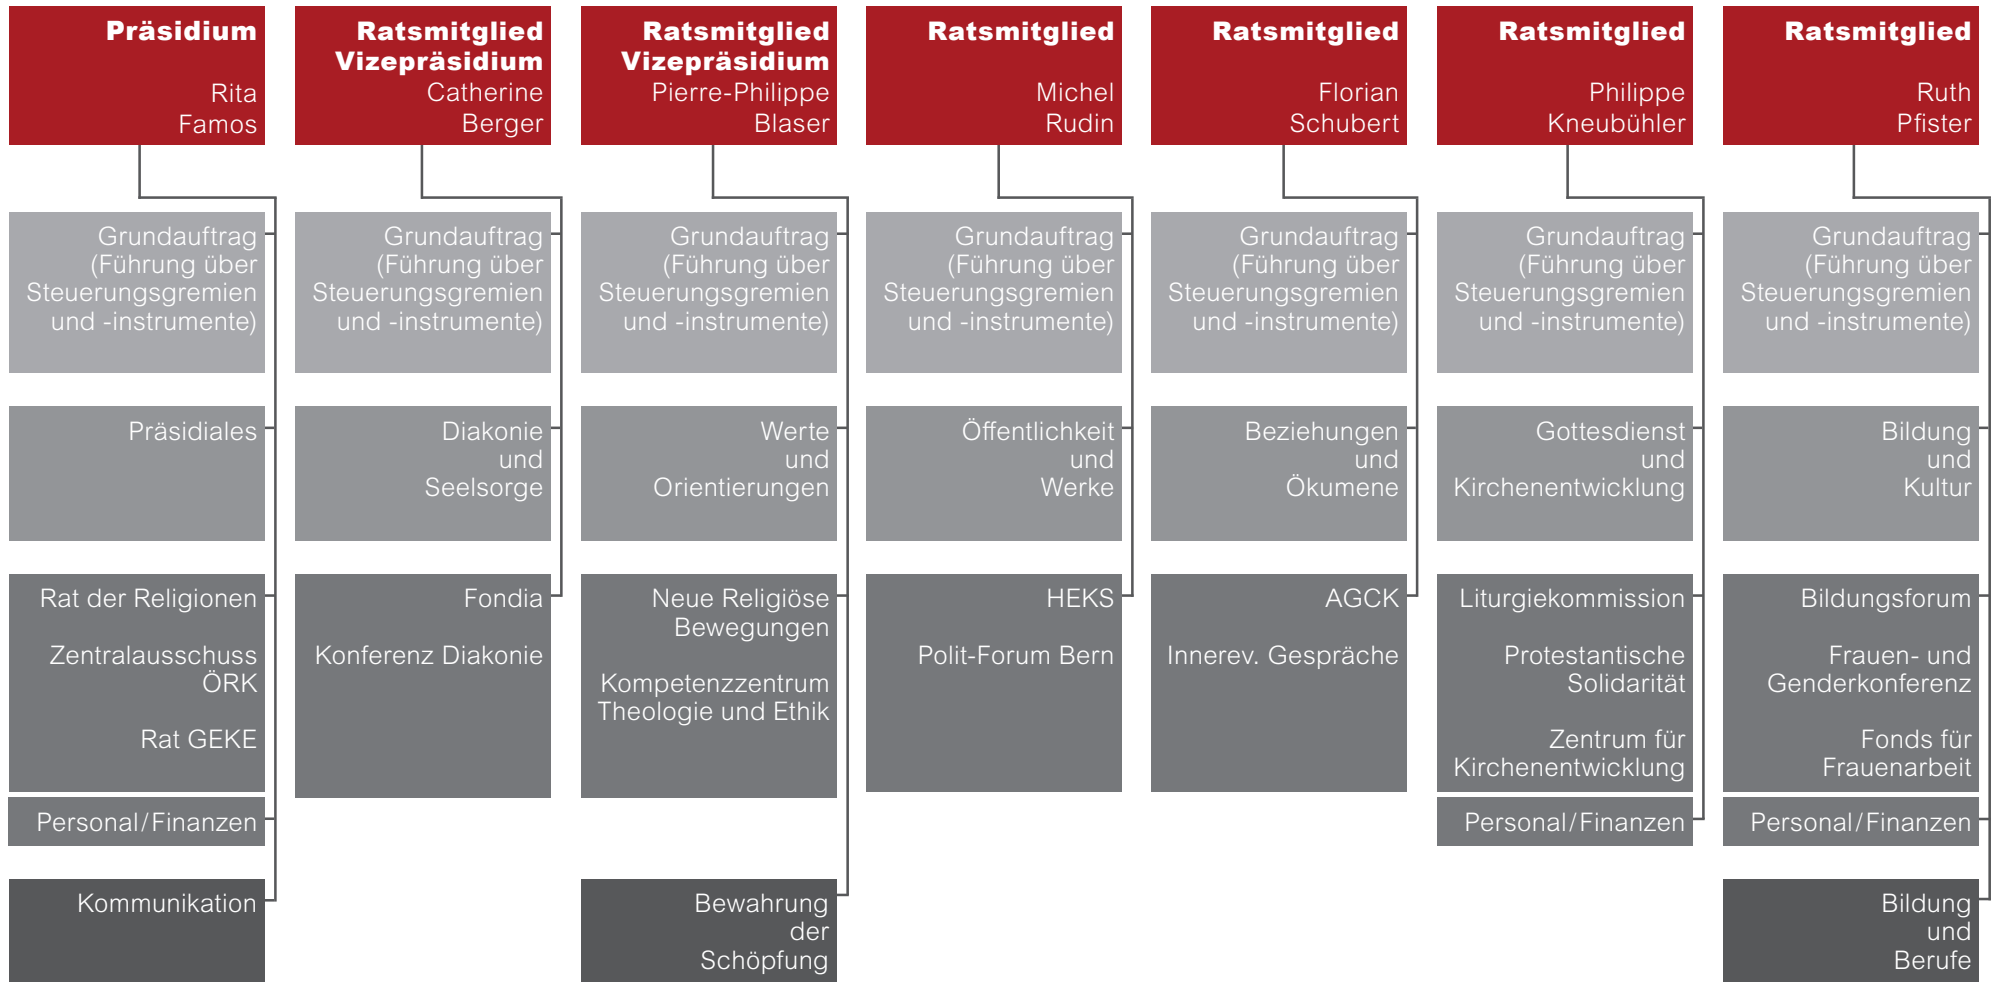 Präsidium
Rita
Famos
Grundauftrag
(Führung über
Steuerungsgremien
und -instrumente)
Präsidiales
Rat der Religionen
Zentralausschuss
ÖRK
Rat GEKE
Personal/Finanzen
Kommunikation
Ratsmitglied
Vizepräsidium
Catherine
Berger
Grundauftrag
(Führung über
Steuerungsgremien
und -instrumente)
Diakonie
und
Seelsorge
Fondia
Konferenz Diakonie
Ratsmitglied
Vizepräsidium
Pierre-Philippe
Blaser
Grundauftrag
(Führung über
Steuerungsgremien
und -instrumente)
Werte
und
Orientierungen
Neue Religiöse
Bewegungen
Kompetenzzentrum
Theologie und Ethik
Bewahrung
der
Schöpfung
Ratsmitglied
Michel
Rudin
Grundauftrag
(Führung über
Steuerungsgremien
und -instrumente)
Öffentlichkeit
und
Werke
HEKS
Polit-Forum Bern
Ratsmitglied
Florian
Schubert
Grundauftrag
(Führung über
Steuerungsgremien
und -instrumente)
Beziehungen
und
Ökumene
AGCK
Innerev. Gespräche
Ratsmitglied
Philippe
Kneubühler
Grundauftrag
(Führung über
Steuerungsgremien
und -instrumente)
Gottesdienst
und
Kirchenentwicklung
Liturgiekommission
Protestantische
Solidarität
Zentrum für
Kirchenentwicklung
Personal/Finanzen
Ratsmitglied
Ruth
Pfister
Grundauftrag
(Führung über
Steuerungsgremien
und -instrumente)
Bildung
und
Kultur
Bildungsforum
Frauen- und
Genderkonferenz
Fonds für
Frauenarbeit
Personal/Finanzen
Bildung
und
Berufe